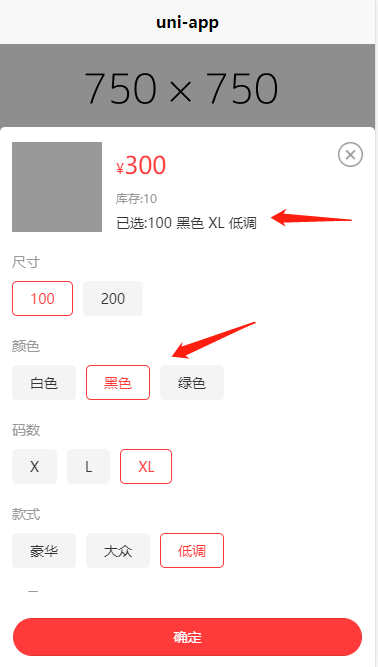 uni-app
750 × 750
¥300
库存:10
已选:100 黑色 XL 低调
尺寸
100 200
颜色
白色 黑色 绿色
码数
X L XL
款式
豪华 大众 低调
确定